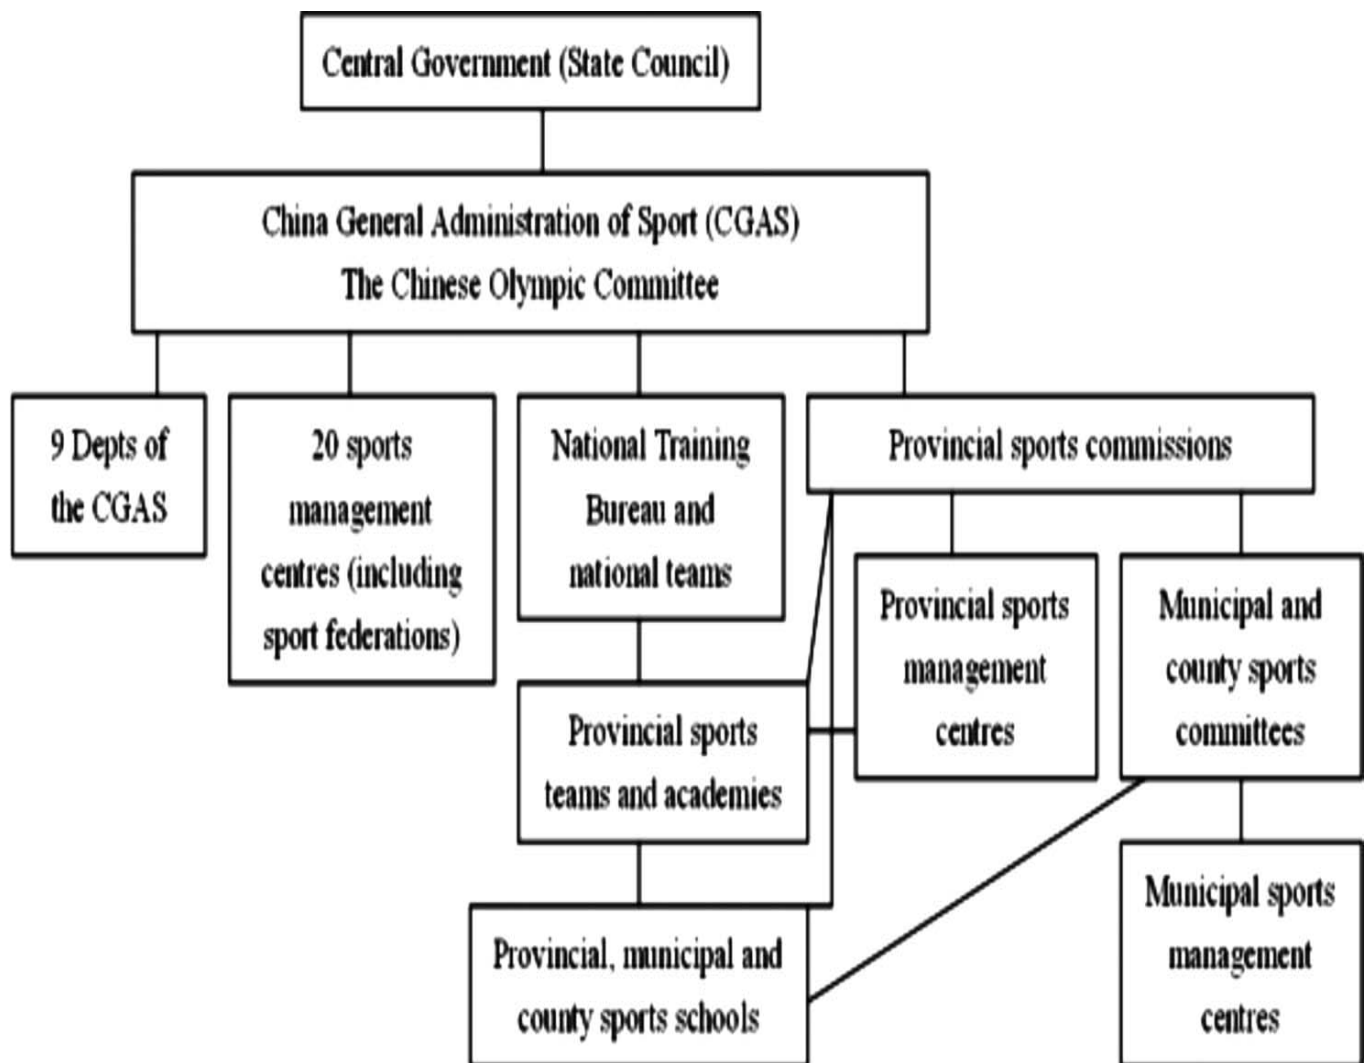 Central Government (State Council)
China General Administration of Sport (CGAS)
The Chinese Olympic Committee
9 Depts of
the CGAS
20 sports
management
centres (including
sport federations)
National Training
Bureau and
national teams
Provincial sports commissions
Provincial sports
management
centres
Municipal and
county sports
committees
Provincial sports
teams and academies
Provincial, municipal and
county sports schools
Municipal sports
management
centres